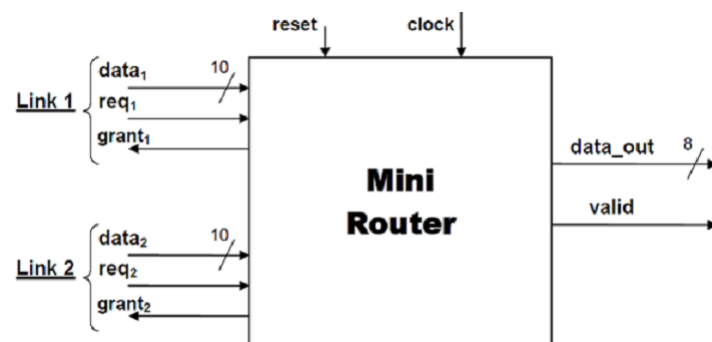 reset clock
data₁ 10
req₁
Link 1
grant₁
data_out 8
Mini
Router
valid
data₂ 10
req₂
Link 2
grant₂